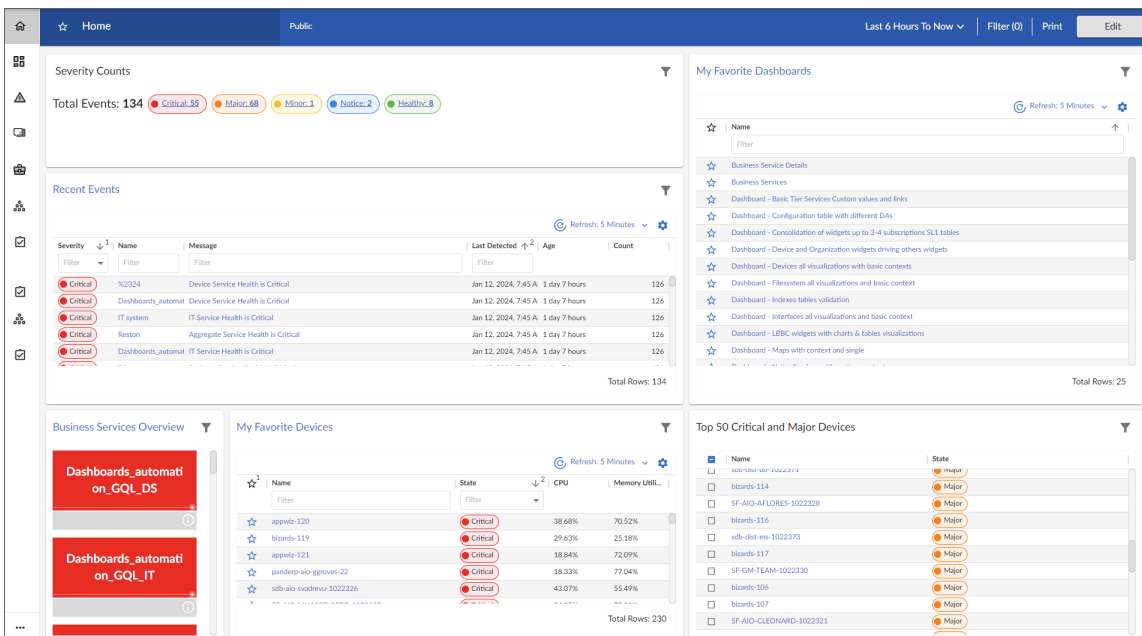 Home
Public
Last 6 Hours To Now
Filter (0)
Print
Edit
Severity Counts
Total Events: 134
Critical: 55
Major: 68
Minor: 1
Notice: 2
Healthy: 8
Recent Events
Refresh: 5 Minutes
Severity 1 Name Message Last Detected 2 Age Count
Filter Filter Filter Filter
Critical %2324 Device Service Health is Critical Jan 12, 2024, 7:45 A 1 day 7 hours 126
Critical Dashboards_automat Device Service Health is Critical Jan 12, 2024, 7:45 A 1 day 7 hours 126
Critical IT system IT Service Health is Critical Jan 12, 2024, 7:45 A 1 day 7 hours 126
Critical Reston Aggregate Service Health is Critical Jan 12, 2024, 7:45 A 1 day 7 hours 126
Critical Dashboards_automat IT Service Health is Critical Jan 12, 2024, 7:45 A 1 day 7 hours 126
Total Rows: 134
My Favorite Dashboards
Refresh: 5 Minutes
Name
Filter
Business Service Details
Business Services
Dashboard - Basic Tier Services Custom values and links
Dashboard - Configuration table with different DAs
Dashboard - Consolidation of widgets up to 3-4 subscriptions SL1 tables
Dashboard - Device and Organization widgets driving others widgets
Dashboard - Devices all visualizations with basic contexts
Dashboard - Filesystem all visualizations and basic context
Dashboard - Indexes tables validation
Dashboard - Interfaces all visualizations and basic context
Dashboard - LBBC widgets with charts & tables visualizations
Dashboard - Maps with context and single
Total Rows: 25
Business Services Overview
Dashboards_automati
on_GQL_DS
Dashboards_automati
on_GQL_IT
My Favorite Devices
Refresh: 5 Minutes
1 Name State 2 CPU Memory Utili...
Filter Filter
appwiz-120 Critical 38.68% 70.52%
bizards-119 Critical 29.63% 25.18%
appwiz-121 Critical 18.84% 72.09%
panderp-aio-ggroves-22 Critical 18.33% 77.04%
sdb-aio-svadrevu-1022326 Critical 43.07% 55.49%
Total Rows: 230
Top 50 Critical and Major Devices
Name State
sdb-dist-db-1022371 Major
bizards-114 Major
SF-AIO-AFLORES-1022328 Major
bizards-116 Major
sdb-dist-ms-1022373 Major
bizards-117 Major
SF-GM-TEAM-1022330 Major
bizards-106 Major
bizards-107 Major
SF-AIO-CLEONARD-1022321 Major